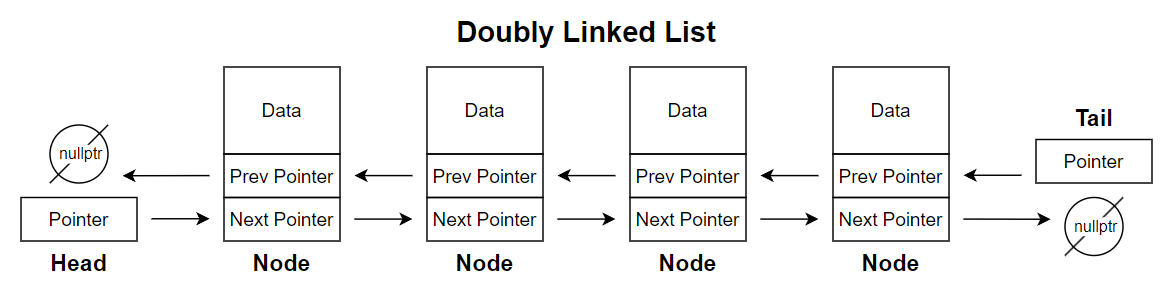 Doubly Linked List
Data
Data
Data
Data
Tail
nullptr
Pointer
Prev Pointer
Prev Pointer
Prev Pointer
Prev Pointer
Pointer
Next Pointer
Next Pointer
Next Pointer
Next Pointer
nullptr
Head
Node
Node
Node
Node